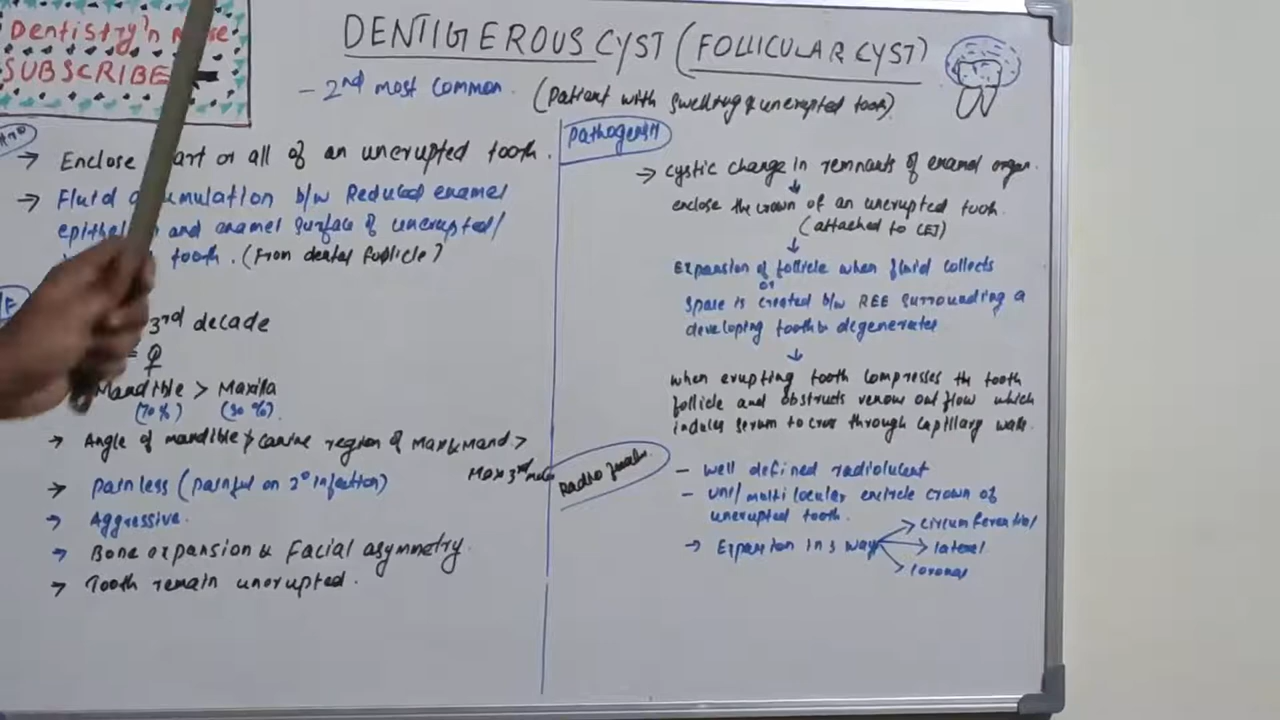 Dentistry'n
SUBSCRIBE
DENTIGEROUS CYST (FOLLICULAR CYST)
- 2nd most common. (Patient with swelling & unerupted tooth)
→ Enclose part or all of an unerupted tooth.
→ Fluid accumulation b/w Reduced enamel
and enamel surface of unerupted/
tooth. (From dental follicle)
3rd decade
= ♀
Mandible > Maxilla
(70%) (30%).
→ Angle of mandible & canine region of Max & Mand >
Max 3rd molar
→ Painless (painful on 2° infection)
→ Aggressive.
→ Bone expansion & Facial asymmetry.
→ Tooth remain unerupted.
Pathogenesis
→ Cystic change in remnants of enamel organ.
↓
enclose the crown of an unerupted tooth.
(attached to CEJ)
↓
Expansion of follicle when fluid collects
or
space is created b/w REE surrounding a
developing tooth & degenerates
↓
when erupting tooth compresses the tooth
follicle and obstructs venous outflow which
induces serum to cross through capillary walls.
Radio features
- well defined radiolucent
- uni/multi locular encircle crown of
unerupted tooth.
→ Expansion in 3 ways → circumferential
→ lateral
→ coronal